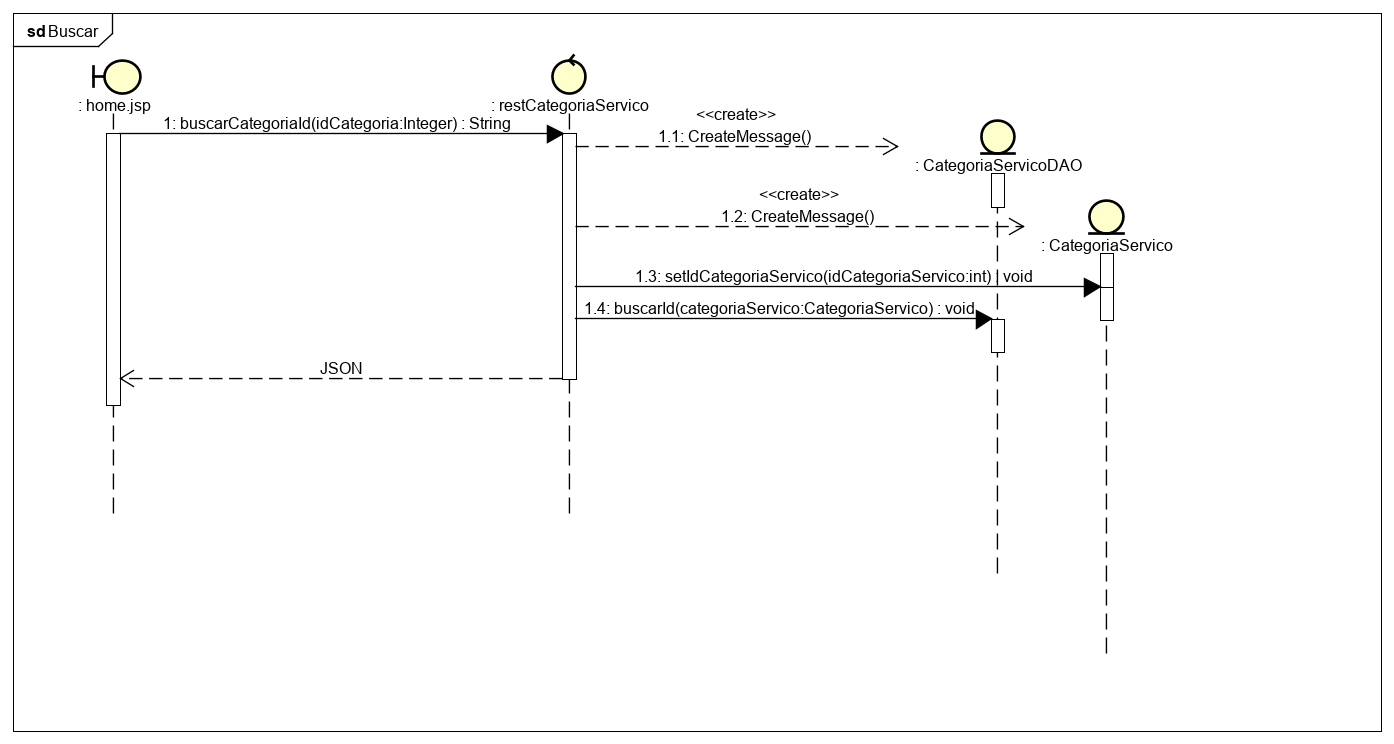 sd Buscar
: home.jsp
: restCategoriaServico
1: buscarCategoriaId(idCategoria:Integer) : String
<<create>>
1.1: CreateMessage()
: CategoriaServicoDAO
<<create>>
1.2: CreateMessage()
: CategoriaServico
1.3: setIdCategoriaServico(idCategoriaServico:int) : void
1.4: buscarId(categoriaServico:CategoriaServico) : void
JSON